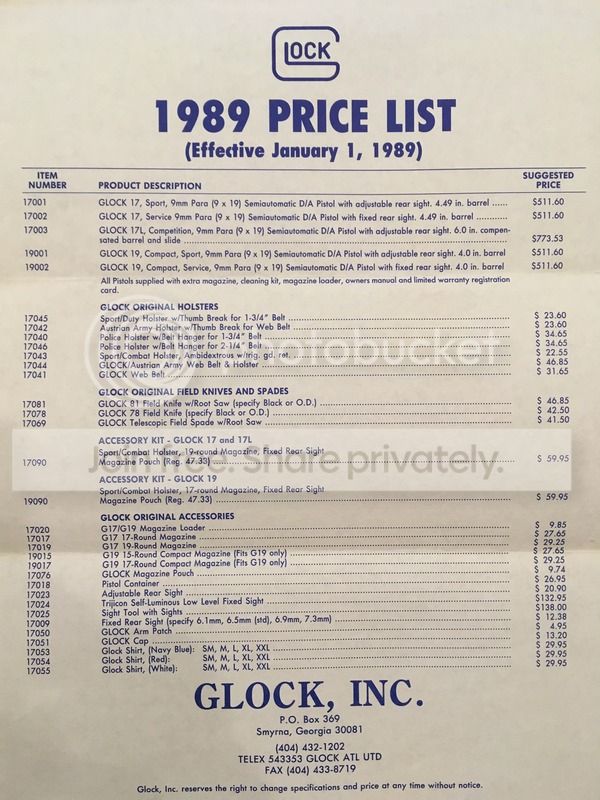 GLOCK
1989 PRICE LIST
(Effective January 1, 1989)
ITEM NUMBER PRODUCT DESCRIPTION SUGGESTED PRICE
17001 GLOCK 17, Sport, 9mm Para (9 x 19) Semiautomatic D/A Pistol with adjustable rear sight. 4.49 in. barrel ...... $511.60
17002 GLOCK 17, Service 9mm Para (9 x 19) Semiautomatic D/A Pistol with fixed rear sight. 4.49 in. barrel ............ $511.60
17003 GLOCK 17L, Competition, 9mm Para (9 x 19) Semiautomatic D/A Pistol with adjustable rear sight. 6.0 in. compen-
sated barrel and slide ...... $773.53
19001 GLOCK 19, Compact, Sport, 9mm Para (9 x 19) Semiautomatic D/A Pistol with adjustable rear sight. 4.0 in. barrel $511.60
19002 GLOCK 19, Compact, Service, 9mm Para (9 x 19) Semiautomatic D/A Pistol with fixed rear sight. 4.0 in. barrel .... $511.60
All Pistols supplied with extra magazine, cleaning kit, magazine loader, owners manual and limited warranty registration
card.
GLOCK ORIGINAL HOLSTERS
17045 Sport/Duty Holster w/Thumb Break for 1-3/4" Belt ...... $ 23.60
17042 Austrian Army Holster w/Thumb Break for Web Belt ...... $ 23.60
17040 Police Holster w/Belt Hanger for 1-3/4" Belt ...... $ 34.65
17046 Police Holster w/Belt Hanger for 2-1/4" Belt ...... $ 34.65
17043 Sport/Combat Holster, Ambidextrous w/trig. gd. ret. ...... $ 22.55
17044 GLOCK/Austrian Army Web Belt & Holster ...... $ 46.85
17041 GLOCK Web Belt ...... $ 31.65
GLOCK ORIGINAL FIELD KNIVES AND SPADES
17081 GLOCK 81 Field Knife w/Root Saw (specify Black or O.D.) ...... $ 46.85
17078 GLOCK 78 Field Knife (specify Black or O.D.) ...... $ 42.50
17069 GLOCK Telescopic Field Spade w/Root Saw ...... $ 41.50
ACCESSORY KIT - GLOCK 17 and 17L
Sport/Combat Holster, 19-round Magazine, Fixed Rear Sight
17090 Magazine Pouch (Reg. 47.33) ...... $ 59.95
ACCESSORY KIT - GLOCK 19
Sport/Combat Holster, 17-round Magazine, Fixed Rear Sight
19090 Magazine Pouch (Reg. 47.33) ...... $ 59.95
GLOCK ORIGINAL ACCESSORIES
17020 G17/G19 Magazine Loader ...... $ 9.85
17017 G17 17-Round Magazine ...... $ 27.65
17019 G17 19-Round Magazine ...... $ 29.25
19015 G19 15-Round Compact Magazine (Fits G19 only) ...... $ 27.65
19017 G19 17-Round Compact Magazine (Fits G19 only) ...... $ 29.25
17076 GLOCK Magazine Pouch ...... $ 9.74
17018 Pistol Container ...... $ 26.95
17023 Adjustable Rear Sight ...... $ 20.90
17024 Trijicon Self-Luminous Low Level Fixed Sight ...... $132.95
17025 Sight Tool with Sights ...... $138.00
17009 Fixed Rear Sight (specify 6.1mm, 6.5mm (std), 6.9mm, 7.3mm) ...... $ 12.38
17050 GLOCK Arm Patch ...... $ 4.95
17051 GLOCK Cap ...... $ 13.20
17053 Glock Shirt, (Navy Blue): SM, M, L, XL, XXL ...... $ 29.95
17054 Glock Shirt, (Red): SM, M, L, XL, XXL ...... $ 29.95
17055 Glock Shirt, (White): SM, M, L, XL, XXL ...... $ 29.95
GLOCK, INC.
P.O. Box 369
Smyrna, Georgia 30081
(404) 432-1202
TELEX 543353 GLOCK ATL UTD
FAX (404) 433-8719
Glock, Inc. reserves the right to change specifications and price at any time without notice.
photobucket
Join free. Share privately.